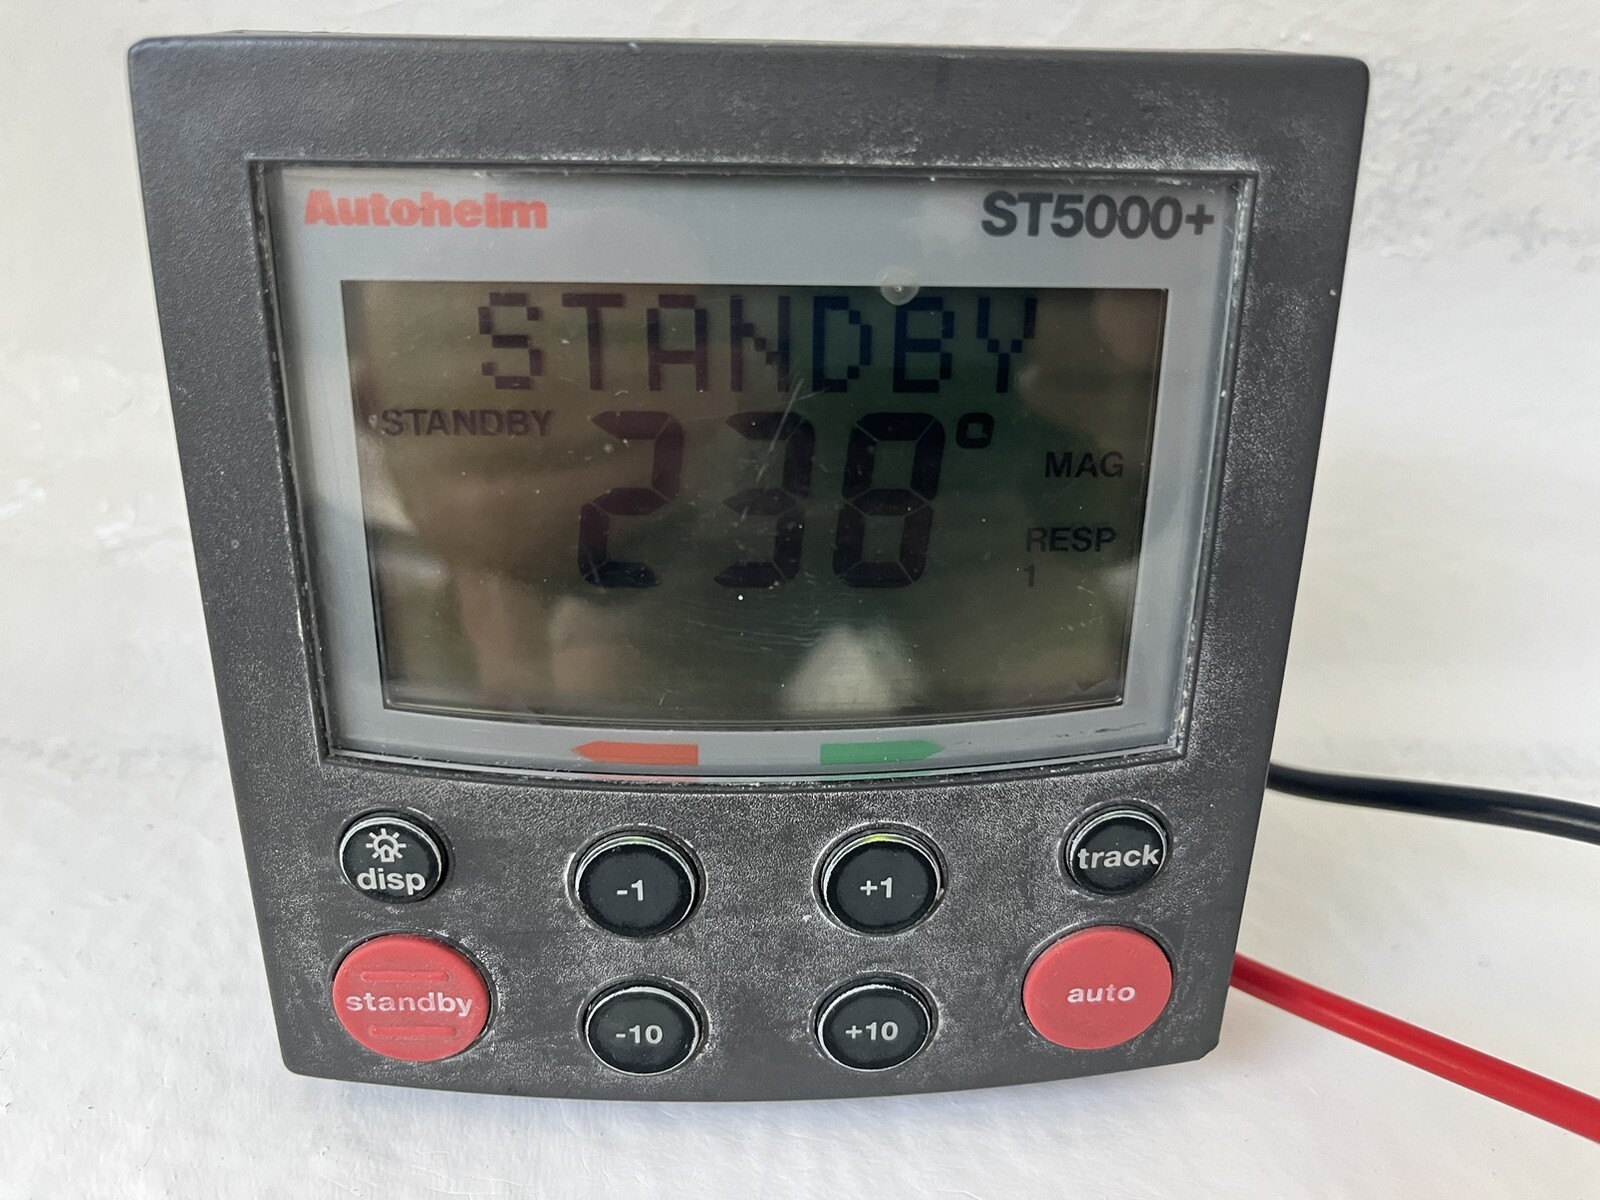 Autohelm ST5000+
STANDBY
STANDBY 238° MAG
RESP
1
disp -1 +1 track
standby -10 +10 auto